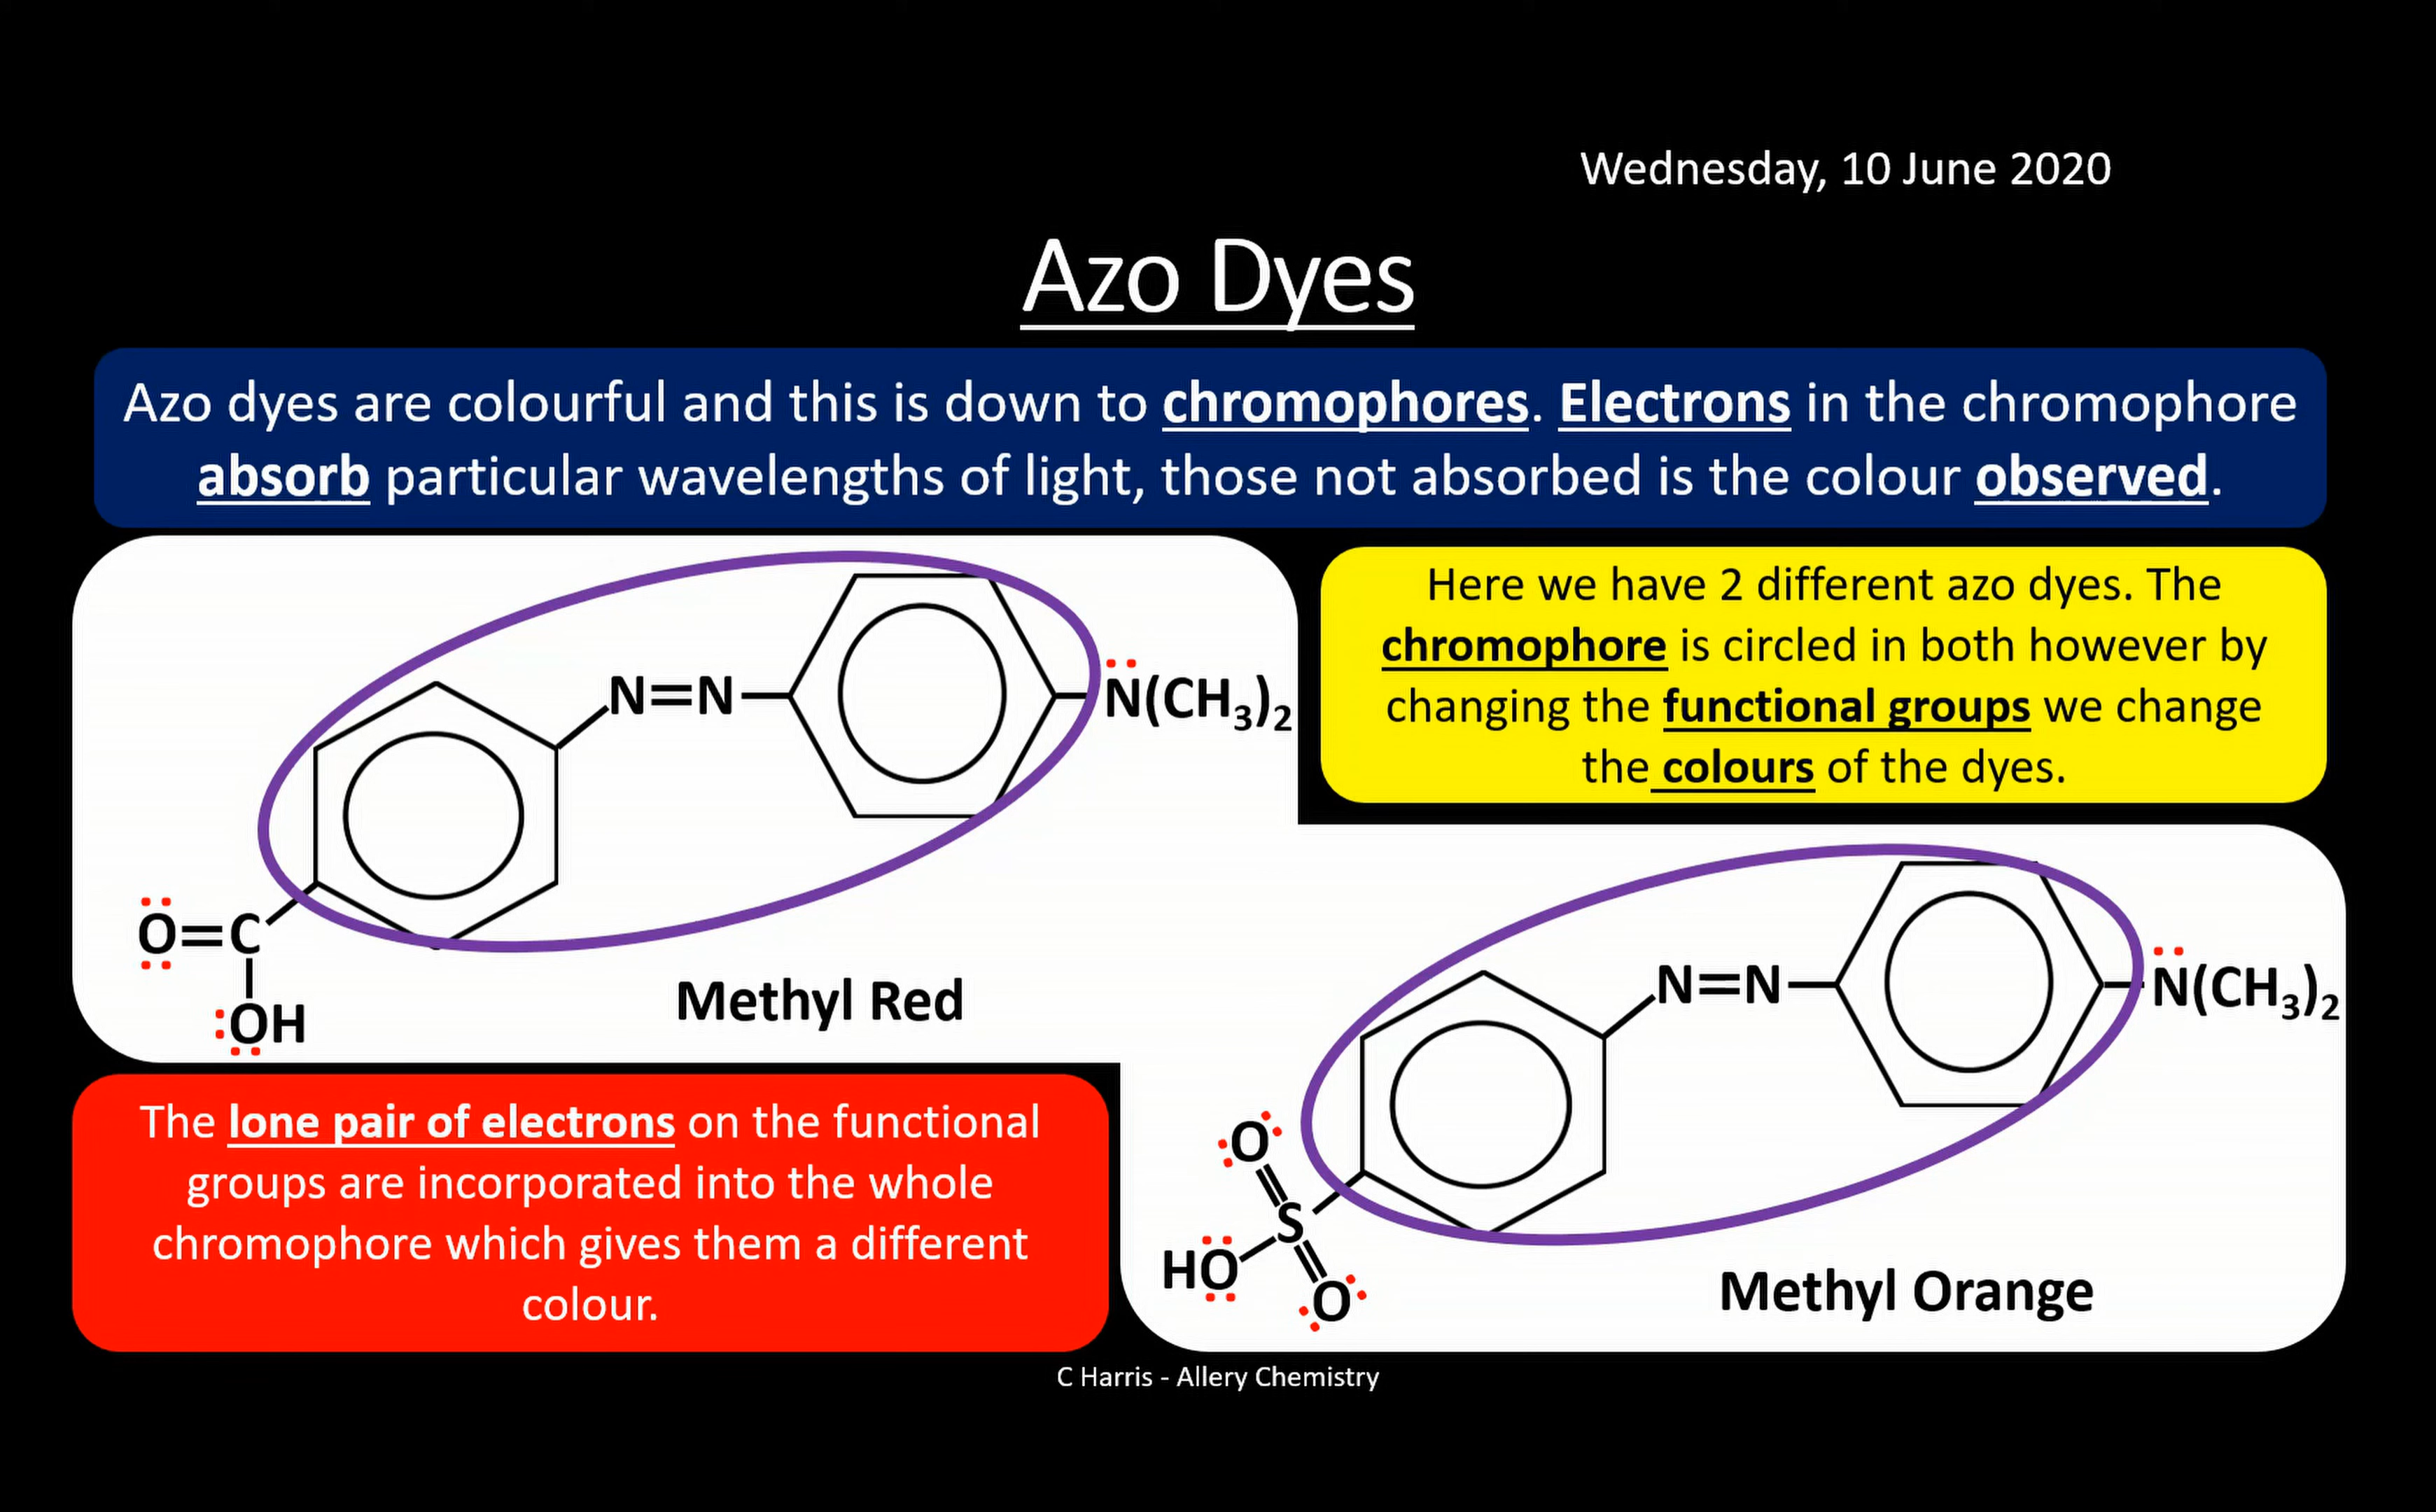 Wednesday, 10 June 2020
Azo Dyes
Azo dyes are colourful and this is down to chromophores. Electrons in the chromophore
absorb particular wavelengths of light, those not absorbed is the colour observed.
N=N
N(CH₃)₂
O=C
OH
Methyl Red
Here we have 2 different azo dyes. The
chromophore is circled in both however by
changing the functional groups we change
the colours of the dyes.
The lone pair of electrons on the functional
groups are incorporated into the whole
chromophore which gives them a different
colour.
N=N
N(CH₃)₂
O
S
HO
O
Methyl Orange
C Harris - Allery Chemistry